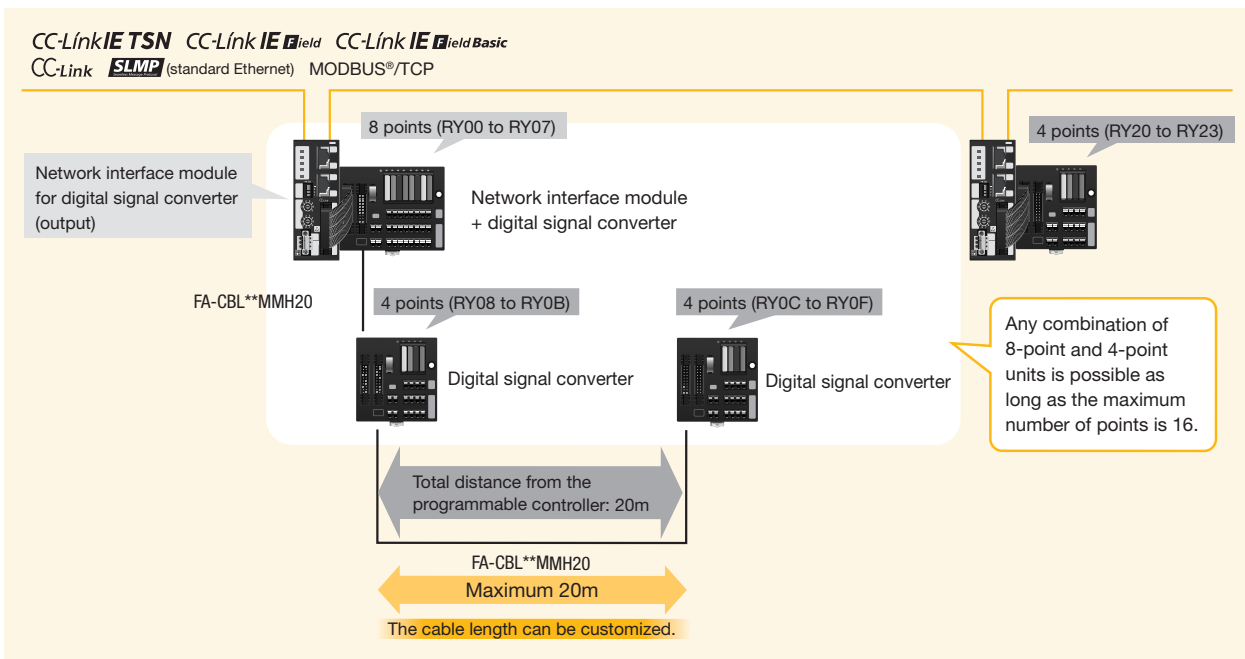 CC-Link IE TSN CC-Link IE Field CC-Link IE Field Basic
CC-Link SLMP (standard Ethernet) MODBUS®/TCP
8 points (RY00 to RY07)
4 points (RY20 to RY23)
Network interface module
for digital signal converter
(output)
Network interface module
+ digital signal converter
FA-CBL**MMH20
4 points (RY08 to RY0B)
4 points (RY0C to RY0F)
Digital signal converter
Digital signal converter
Any combination of
8-point and 4-point
units is possible as
long as the maximum
number of points is 16.
Total distance from the
programmable controller: 20m
FA-CBL**MMH20
Maximum 20m
The cable length can be customized.